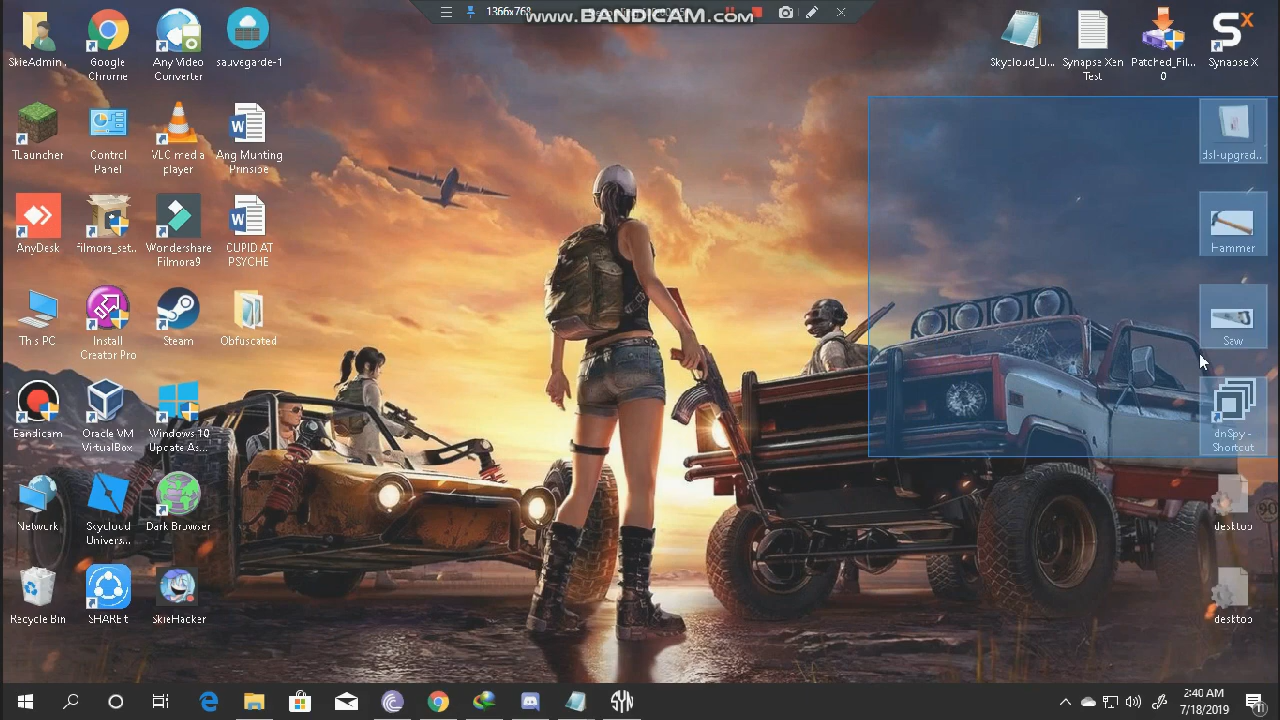 1366x768
www.BANDICAM.com
SkieAdmin..
Google
Chrome
Any Video
Converter
sauvegarde-1
Skycloud_U...
Synapse Xen
Test
Patched_Fil...
0
Synapse X
TLauncher
Control
Panel
VLC media
player
Ang Munting
Prinsipe
dsl-upgrad..
AnyDesk
filmora_set..
Wondershare
Filmora9
CUPID AT
PSYCHE
Hammer
This PC
Install
Creator Pro
Steam
Obfuscated
Saw
Bandicam
Oracle VM
VirtualBox
Windows 10
Update As...
dnSpy -
Shortcut
Network
Skycloud
Univers...
Dark Browser
desktop
Recycle Bin
SHAREit
SkieHacker
desktop
SYN
2:40 AM
7/18/2019
11